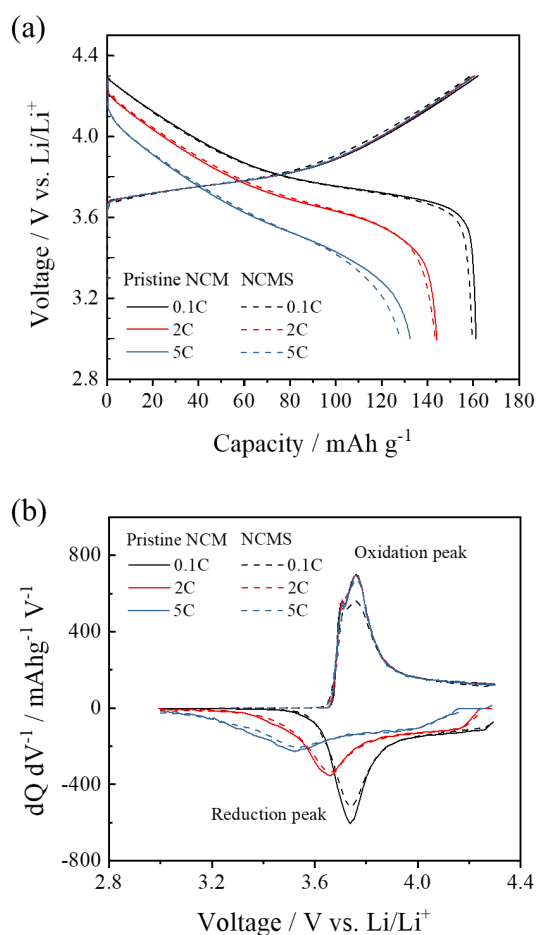 (a)
4.4
4.0
3.6
3.2
2.8
Voltage / V vs. Li/Li⁺
Pristine NCM NCMS
0.1C 0.1C
2C 2C
5C 5C
0 20 40 60 80 100 120 140 160 180
Capacity / mAh g⁻¹
(b)
800
400
0
-400
-800
dQ dV⁻¹ / mAhg⁻¹ V⁻¹
Pristine NCM NCMS
0.1C 0.1C
2C 2C
5C 5C
Oxidation peak
Reduction peak
2.8 3.2 3.6 4.0 4.4
Voltage / V vs. Li/Li⁺